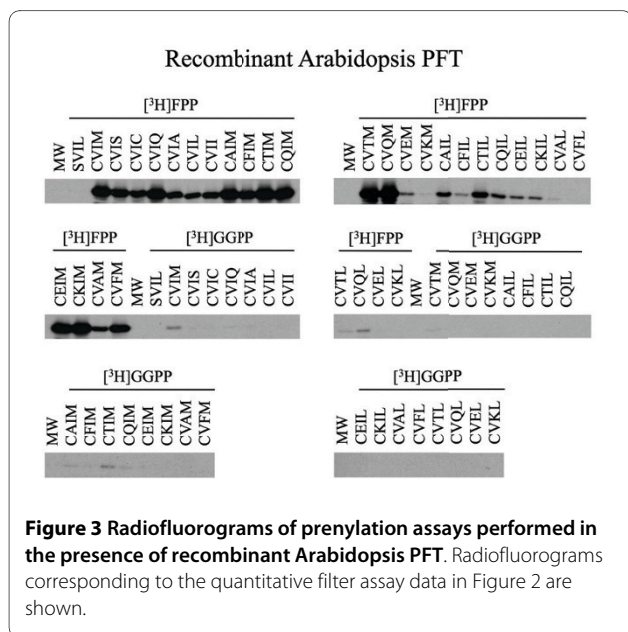 Recombinant Arabidopsis PFT
[³H]FPP
MW SVIL CVIM CVIS CVIC CVIQ CVIA CVIL CVII CAIM CFIM CTIM CQIM
[³H]FPP
MW CVTM CVQM CVEM CVKM CAIL CFIL CTIL CQIL CEIL CKIL CVAL CVFL
[³H]FPP [³H]GGPP
CEIM CKIM CVAM CVFM MW SVIL CVIM CVIS CVIC CVIQ CVIA CVIL CVII
[³H]FPP [³H]GGPP
CVTL CVQL CVEL CVKL MW CVTM CVQM CVEM CVKM CAIL CFIL CTIL CQIL
[³H]GGPP
MW CAIM CFIM CTIM CQIM CEIM CKIM CVAM CVFM
[³H]GGPP
MW CEIL CKIL CVAL CVFL CVTL CVQL CVEL CVKL
Figure 3 Radiofluorograms of prenylation assays performed in
the presence of recombinant Arabidopsis PFT. Radiofluorograms
corresponding to the quantitative filter assay data in Figure 2 are
shown.